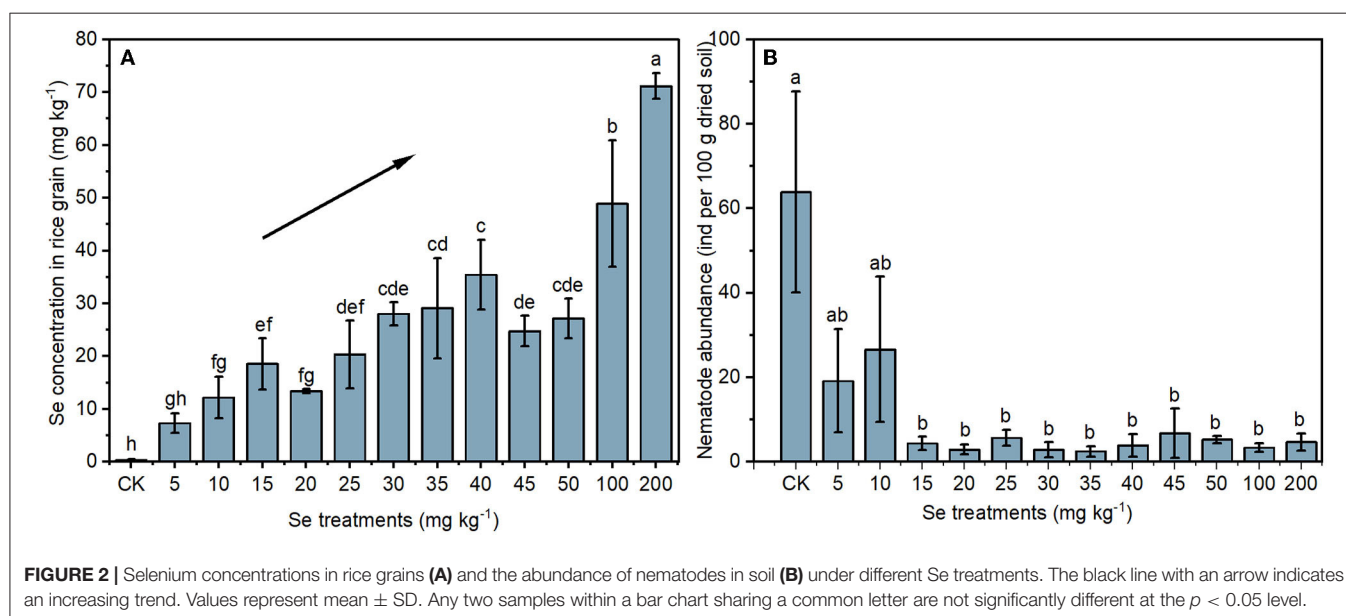 A
Se concentration in rice grain (mg kg⁻¹)
80
70
60
50
40
30
20
10
0
h
gh
fg
ef
fg
def
cde
cd
c
de
cde
b
a
CK 5 10 15 20 25 30 35 40 45 50 100 200
Se treatments (mg kg⁻¹)
B
Nematode abundance (ind per 100 g dried soil)
100
80
60
40
20
0
a
ab
ab
b
b
b
b
b
b
b
b
b
b
CK 5 10 15 20 25 30 35 40 45 50 100 200
Se treatments (mg kg⁻¹)
FIGURE 2 | Selenium concentrations in rice grains (A) and the abundance of nematodes in soil (B) under different Se treatments. The black line with an arrow indicates
an increasing trend. Values represent mean ± SD. Any two samples within a bar chart sharing a common letter are not significantly different at the p < 0.05 level.